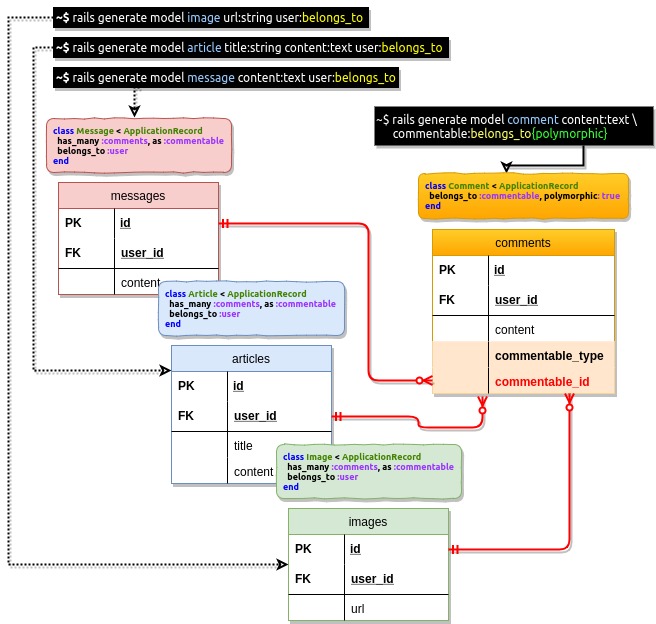 ~$ rails generate model image url:string user:belongs_to
~$ rails generate model article title:string content:text user:belongs_to
~$ rails generate model message content:text user:belongs_to
~$ rails generate model comment content:text \
commentable:belongs_to{polymorphic}
class Message < ApplicationRecord
has_many :comments, as :commentable
belongs_to :user
end
class Comment < ApplicationRecord
belongs_to :commentable, polymorphic: true
end
messages
PK id
FK user_id
content
comments
PK id
FK user_id
content
commentable_type
commentable_id
class Article < ApplicationRecord
has_many :comments, as :commentable
belongs_to :user
end
articles
PK id
FK user_id
title
content
class Image < ApplicationRecord
has_many :comments, as :commentable
belongs_to :user
end
images
PK id
FK user_id
url